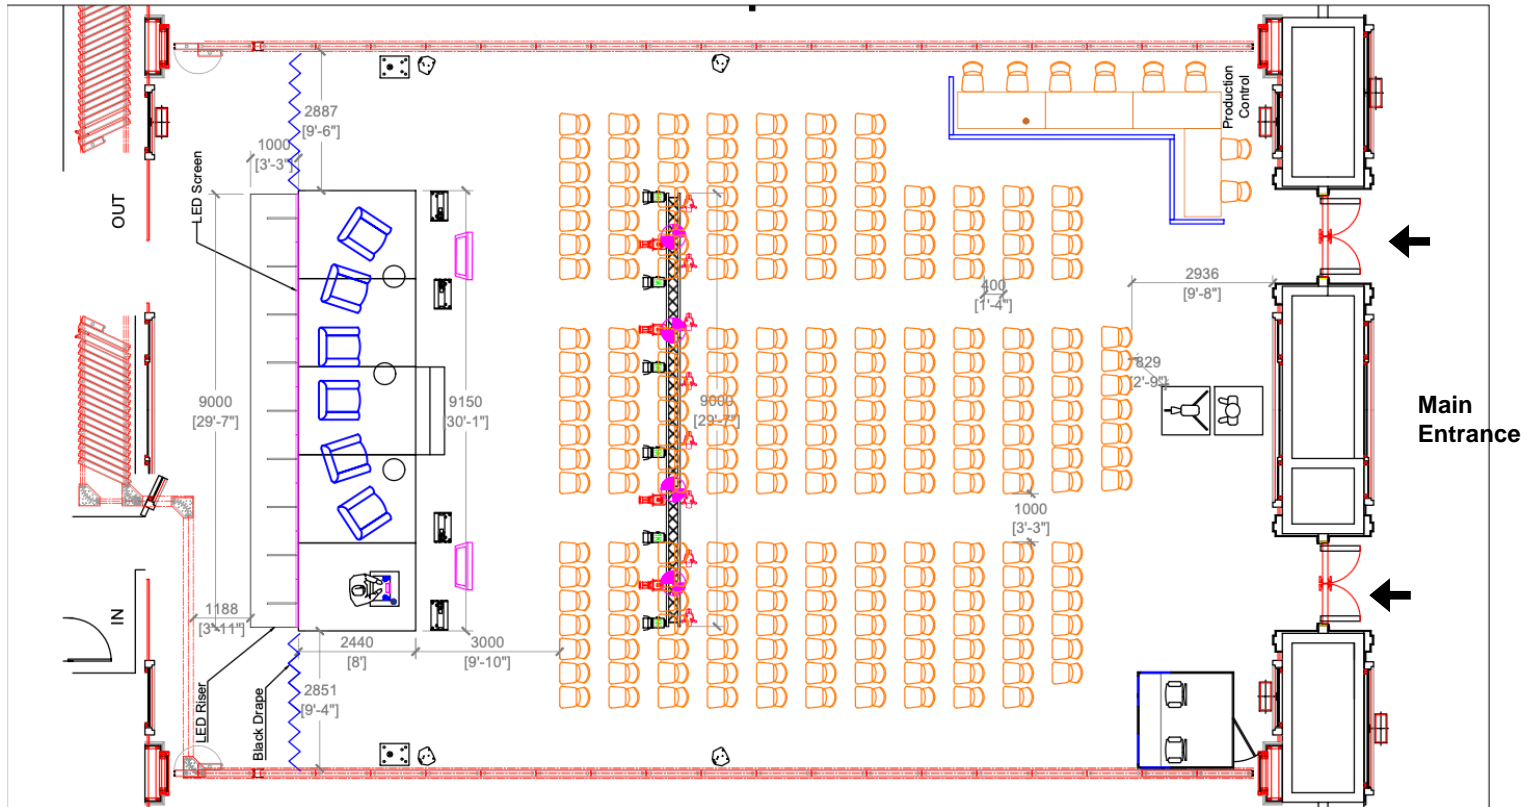 OUT
2887
[9'-6"]
1000
[3'-3"]
LED Screen
Production
Control
2936
[9'-8"]
400
[1'-4"]
829
[2'-9"]
9000
[29'-7"]
9150
[30'-1"]
9000
[29'-7"]
Main
Entrance
1000
[3'-3"]
IN
1188
[3'-11"]
2440
[8']
3000
[9'-10"]
2851
[9'-4"]
LED Riser
Black Drape